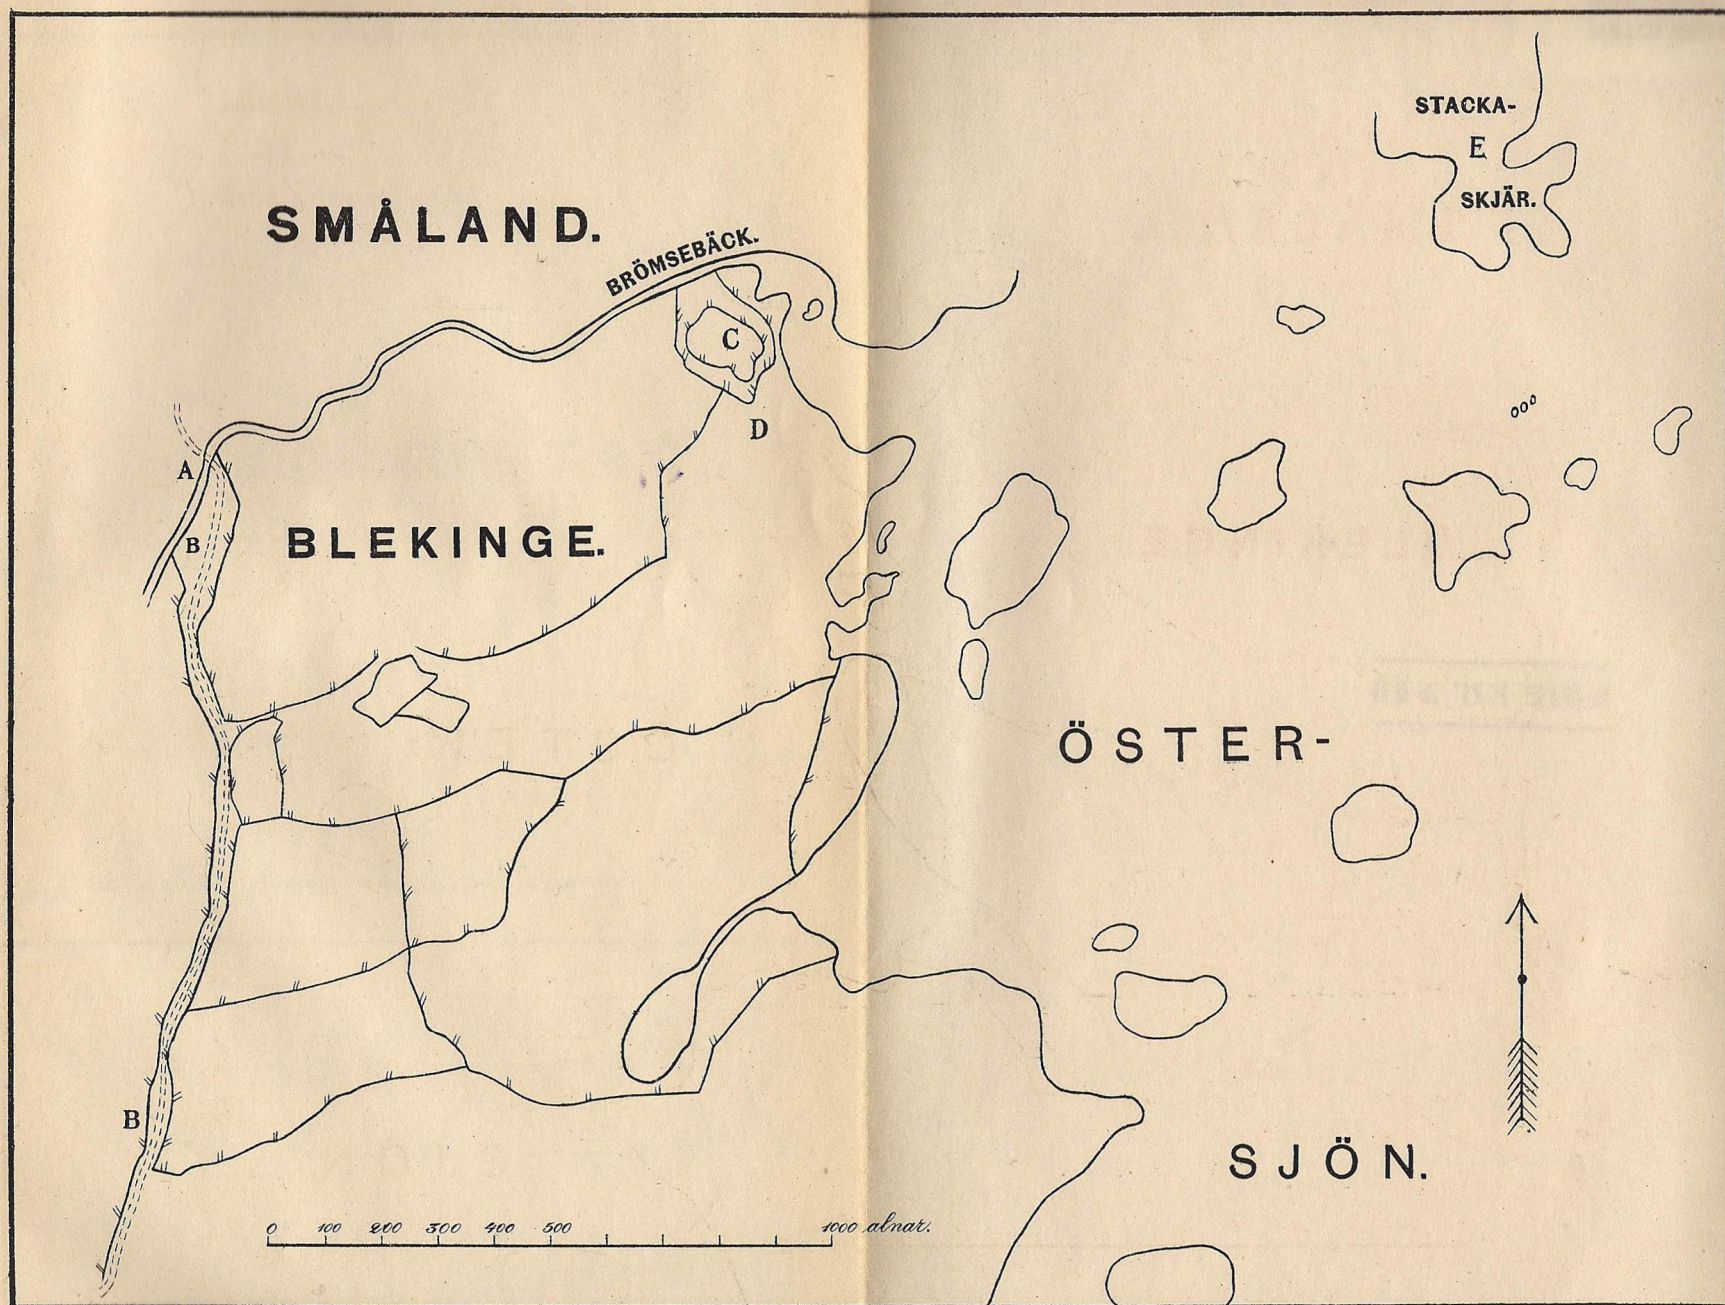 STACKA-
E
SKJÄR.
SMÅLAND.
BRÖMSEBÄCK.
C
D
A
B
BLEKINGE.
ÖSTER-
SJÖN.
B
0 100 200 300 400 500 1000 alnar.